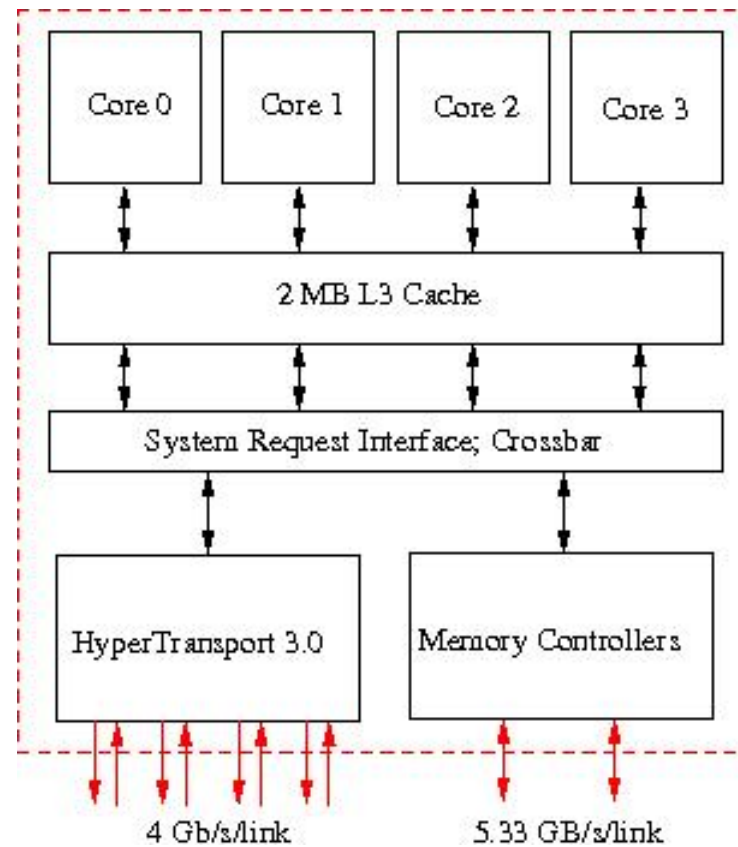 Core 0
Core 1
Core 2
Core 3
2 MB L3 Cache
System Request Interface; Crossbar
HyperTransport 3.0
Memory Controllers
4 Gb/s/link
5.33 GB/s/link